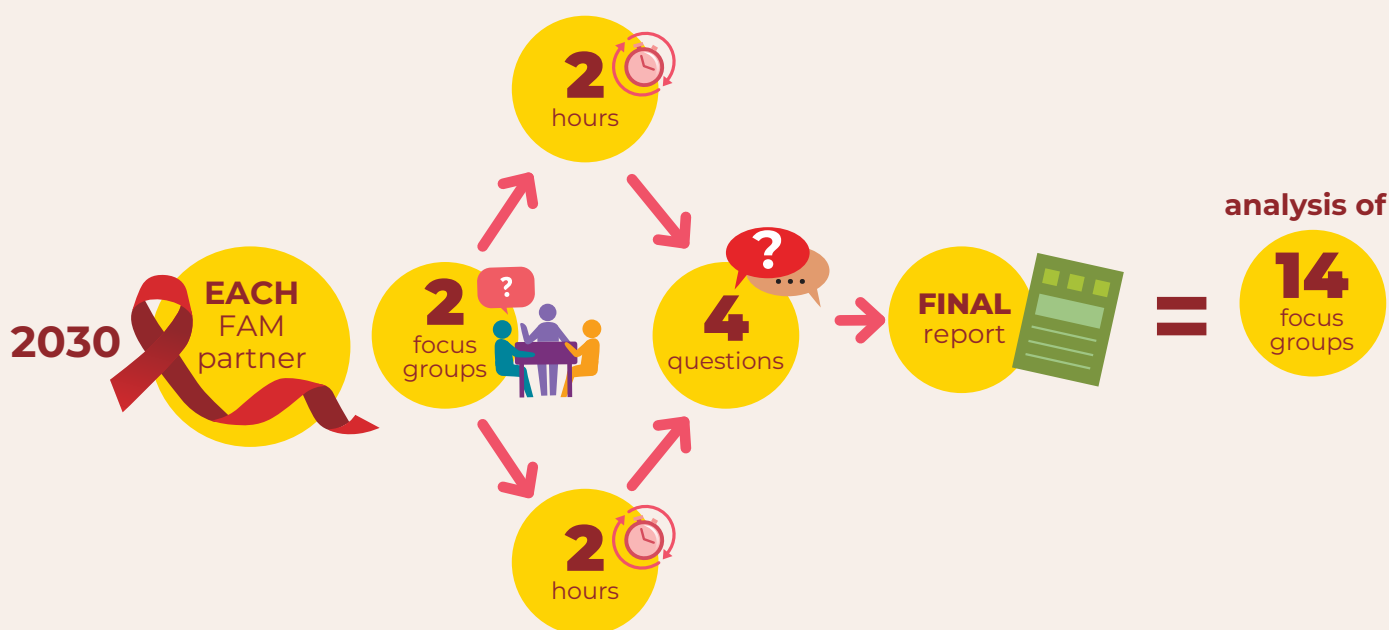 2030
EACH
FAM
partner
2
focus
groups
?
2
hours
2
hours
?
4
questions
FINAL
report
=
analysis of
14
focus
groups